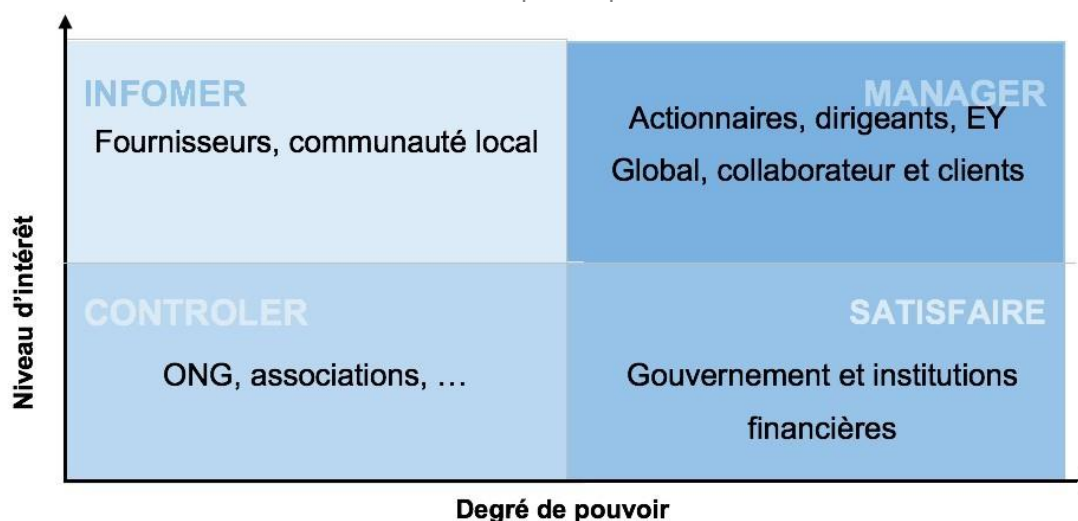 INFOMER
Fournisseurs, communauté local
MANAGER
Actionnaires, dirigeants, EY
Global, collaborateur et clients
CONTROLER
ONG, associations, …
SATISFAIRE
Gouvernement et institutions
financières
Niveau d’intérêt
Degré de pouvoir